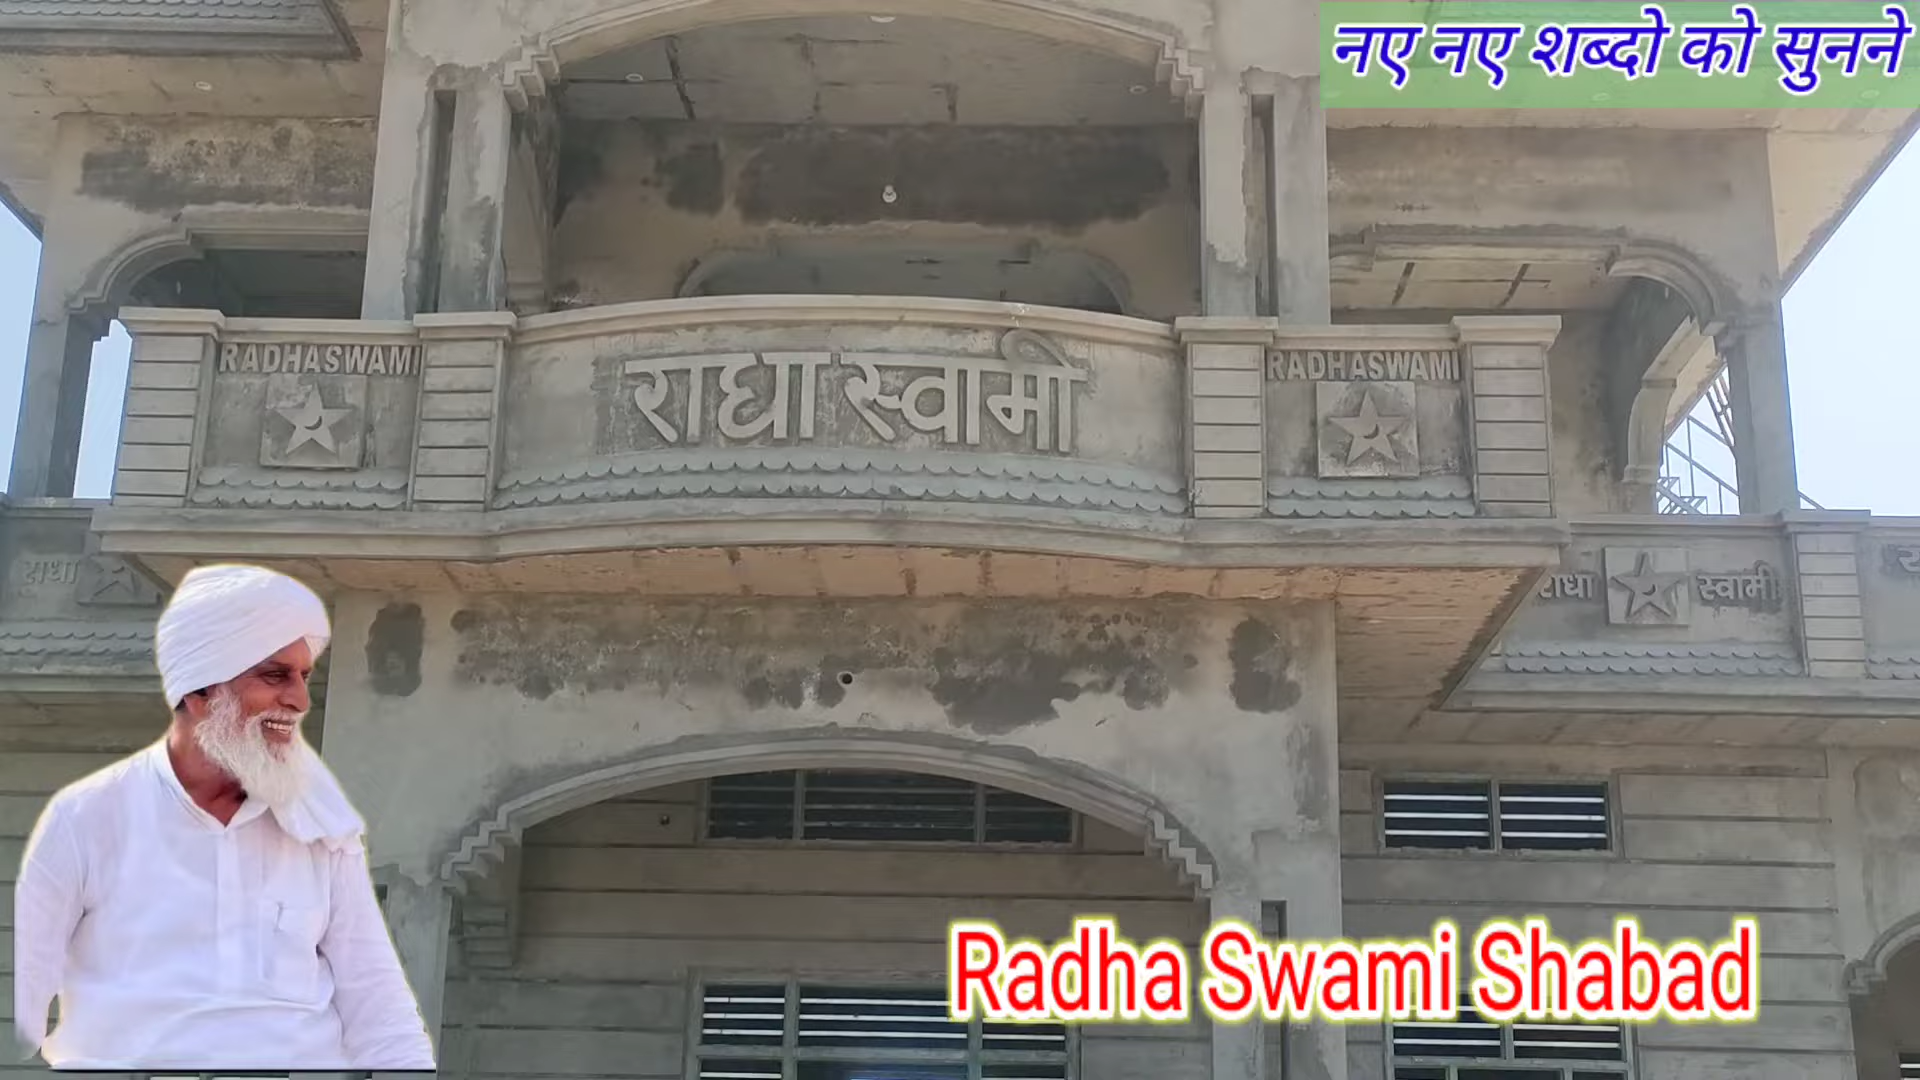 नए नए शब्दो को सुनने
RADHASWAMI
राधा स्वामी
RADHASWAMI
राधा
राधा
स्वामी
Radha Swami Shabad